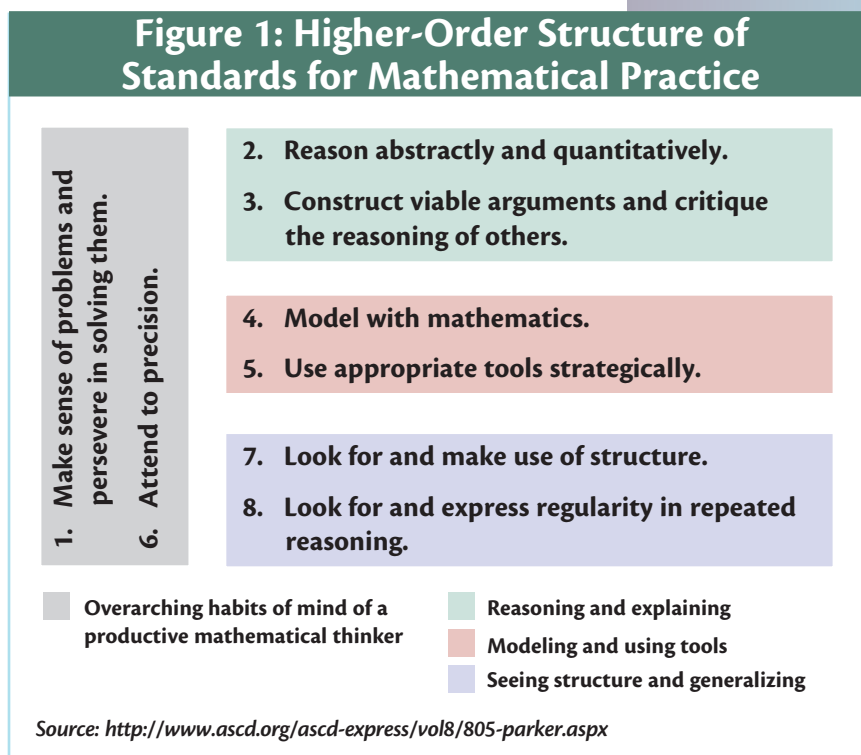 Figure 1: Higher-Order Structure of
Standards for Mathematical Practice
1. Make sense of problems and
persevere in solving them.
6. Attend to precision.
2. Reason abstractly and quantitatively.
3. Construct viable arguments and critique
the reasoning of others.
4. Model with mathematics.
5. Use appropriate tools strategically.
7. Look for and make use of structure.
8. Look for and express regularity in repeated
reasoning.
Overarching habits of mind of a
productive mathematical thinker
Reasoning and explaining
Modeling and using tools
Seeing structure and generalizing
Source: http://www.ascd.org/ascd-express/vol8/805-parker.aspx